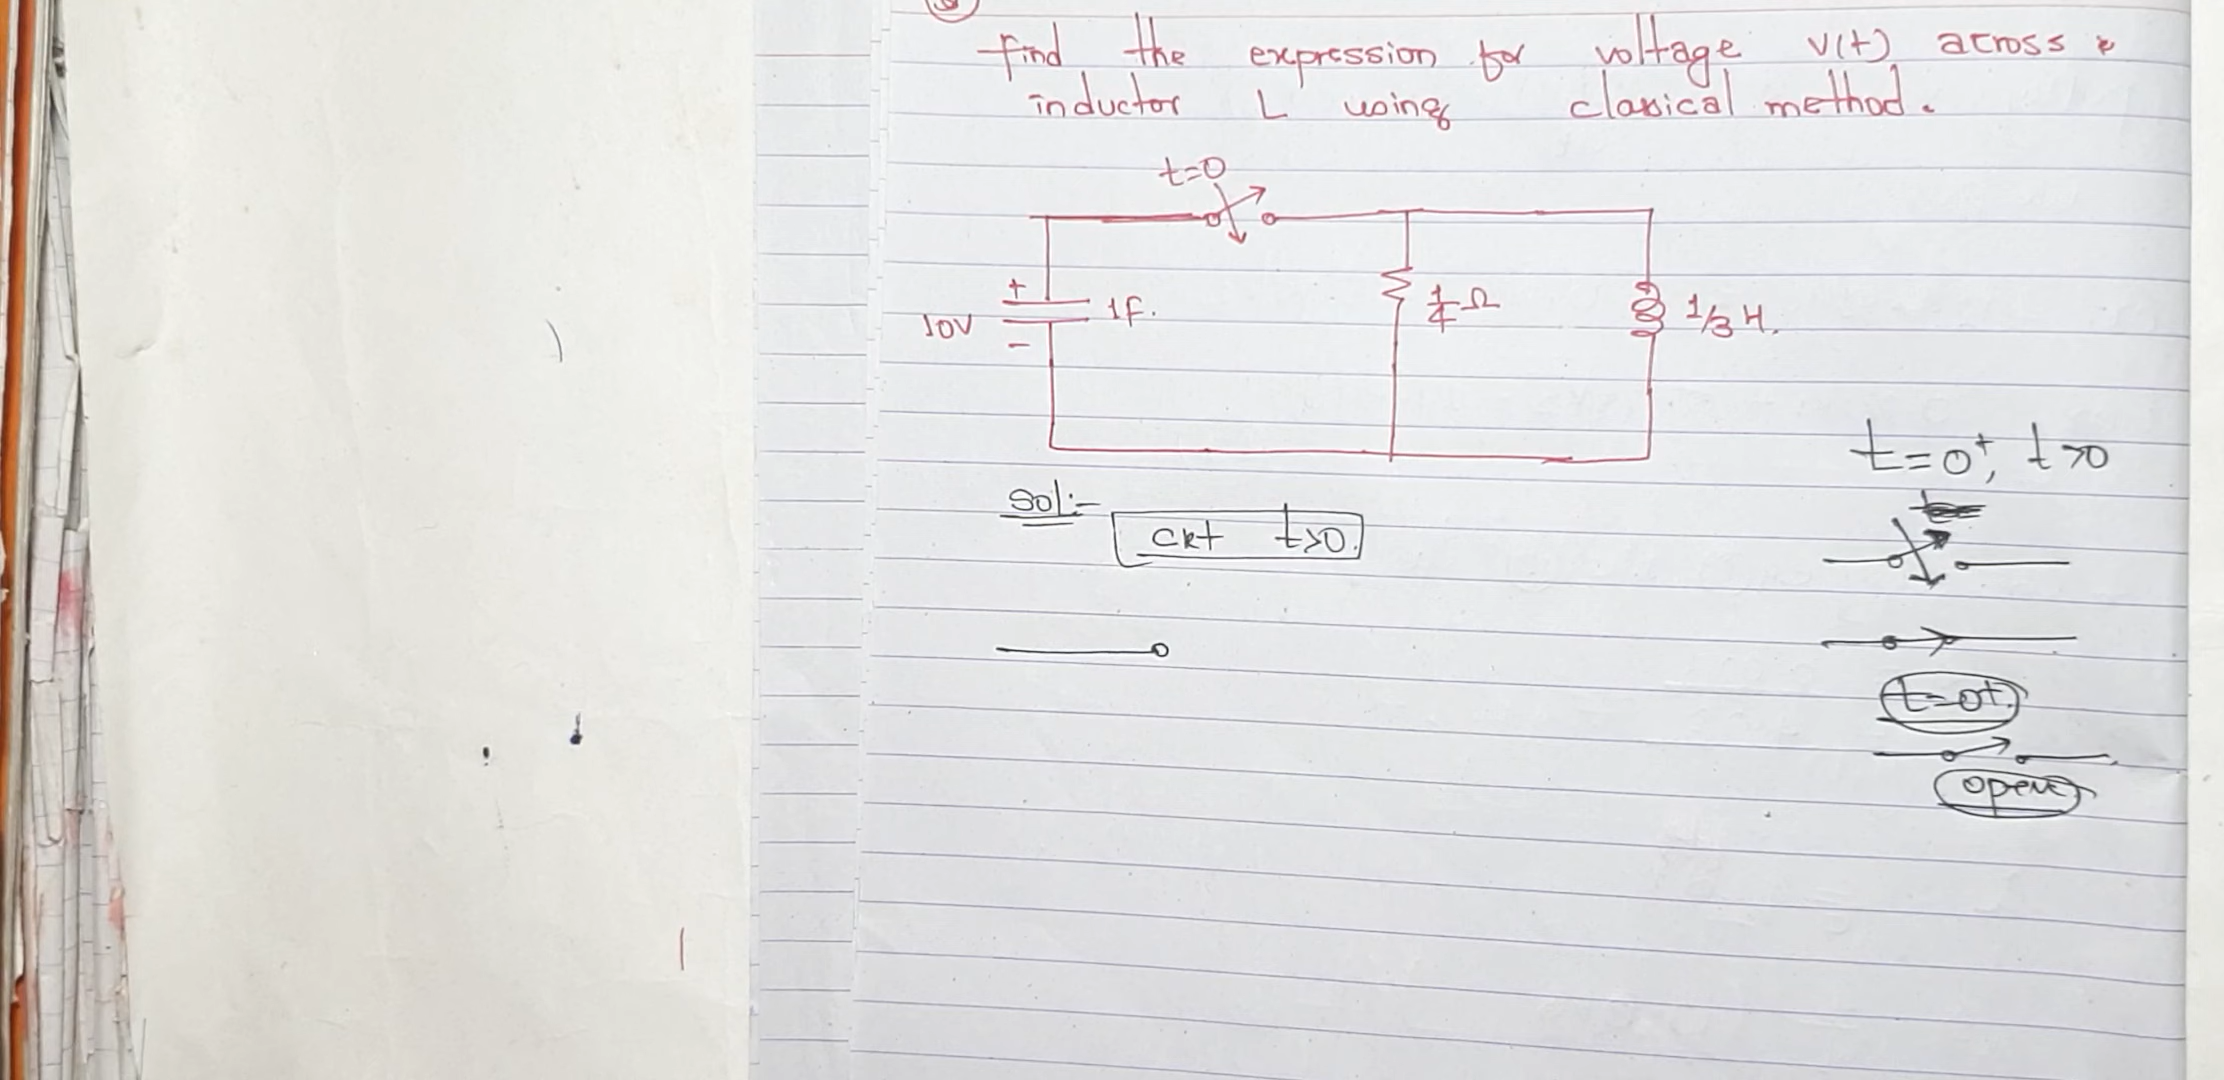 Find the expression for voltage v(t) across
inductor L using classical method.
t=0
+
10V
1F.
-
1/4 Ω
1/3 H.
t=0⁺, t>0
Sol:-
ckt t>0.
t=0+.
open